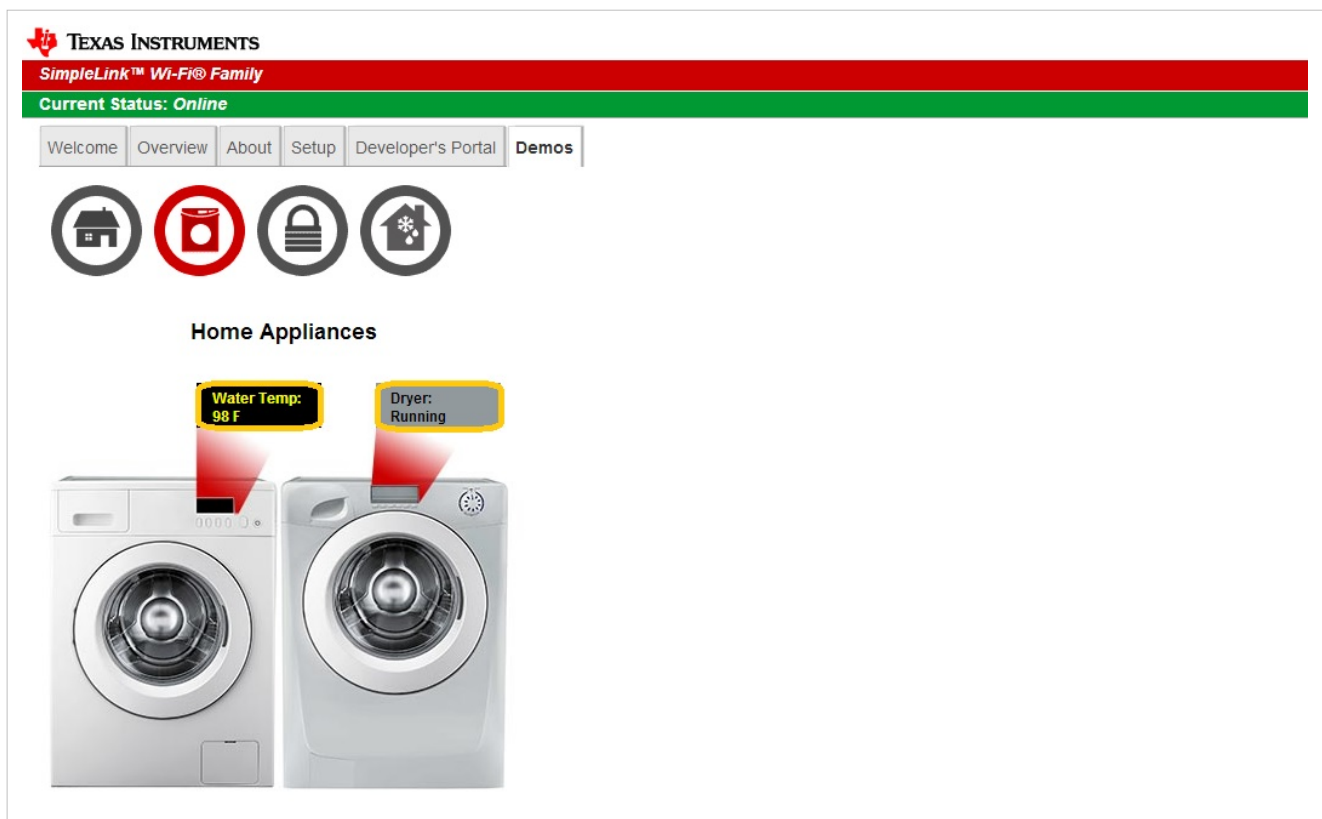 TEXAS INSTRUMENTS
SimpleLink™ Wi-Fi® Family
Current Status: Online
Welcome Overview About Setup Developer's Portal Demos
Home Appliances
Water Temp:
98 F
Dryer:
Running